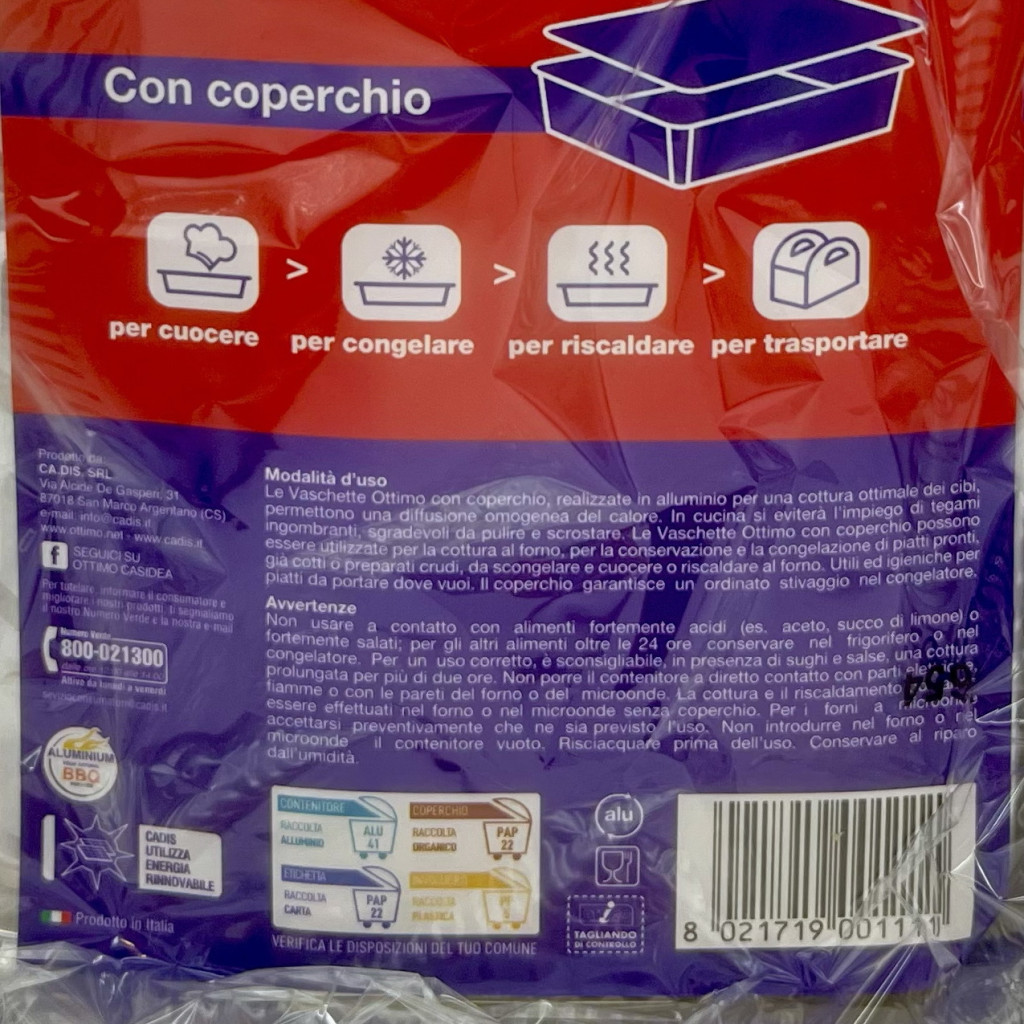 Con coperchio
per cuocere > per congelare > per riscaldare > per trasportare
Prodotto da:
CA.DIS. SRL
Via Alcide De Gasperi, 31
87018 San Marco Argentano (CS)
e-mail: info@cadis.it
www.ottimo.net - www.cadis.it
f SEGUICI SU
OTTIMO CASIDEA
Per tutelare, informare il consumatore e
migliorare i nostri prodotti, ti segnaliamo
il nostro Numero Verde e la nostra e-mail
Numero Verde
800-021300
Attivo da lunedì a venerdì
ALUMINIUM
BBQ
CADIS
UTILIZZA
ENERGIA
RINNOVABILE
Prodotto in Italia
Modalità d'uso
Le Vaschette Ottimo con coperchio, realizzate in alluminio per una cottura ottimale dei cibi,
permettono una diffusione omogenea del calore. In cucina si eviterà l'impiego di tegami
ingombranti, sgradevoli da pulire e scrostare. Le Vaschette Ottimo con coperchio possono
essere utilizzate per la cottura al forno, per la conservazione e la congelazione di piatti pronti,
già cotti o preparati crudi, da scongelare e cuocere o riscaldare al forno. Utili ed igieniche per
piatti da portare dove vuoi. Il coperchio garantisce un ordinato stivaggio nel congelatore.
Avvertenze
Non usare a contatto con alimenti fortemente acidi (es. aceto, succo di limone) o
fortemente salati; per gli altri alimenti oltre le 24 ore conservare nel frigorifero o nel
congelatore. Per un uso corretto, è sconsigliabile, in presenza di sughi e salse, una cottura
prolungata per più di due ore. Non porre il contenitore a diretto contatto con parti elettriche,
fiamme o con le pareti del forno o del microonde. La cottura e il riscaldamento
essere effettuati nel forno o nel microonde senza coperchio. Per i forni a microonde
accettarsi preventivamente che ne sia previsto l'uso. Non introdurre nel forno o nel
microonde il contenitore vuoto. Risciacquare prima dell'uso. Conservare al riparo
dall'umidità.
CONTENITORE
RACCOLTA
ALLUMINIO
ALU
41
COPERCHIO
RACCOLTA
ORGANICO
PAP
22
ETICHETTA
RACCOLTA
CARTA
PAP
22
RACCOLTA
PLASTICA
VERIFICA LE DISPOSIZIONI DEL TUO COMUNE
alu
TAGLIANDO
DI CONTROLLO
8 021719 001111